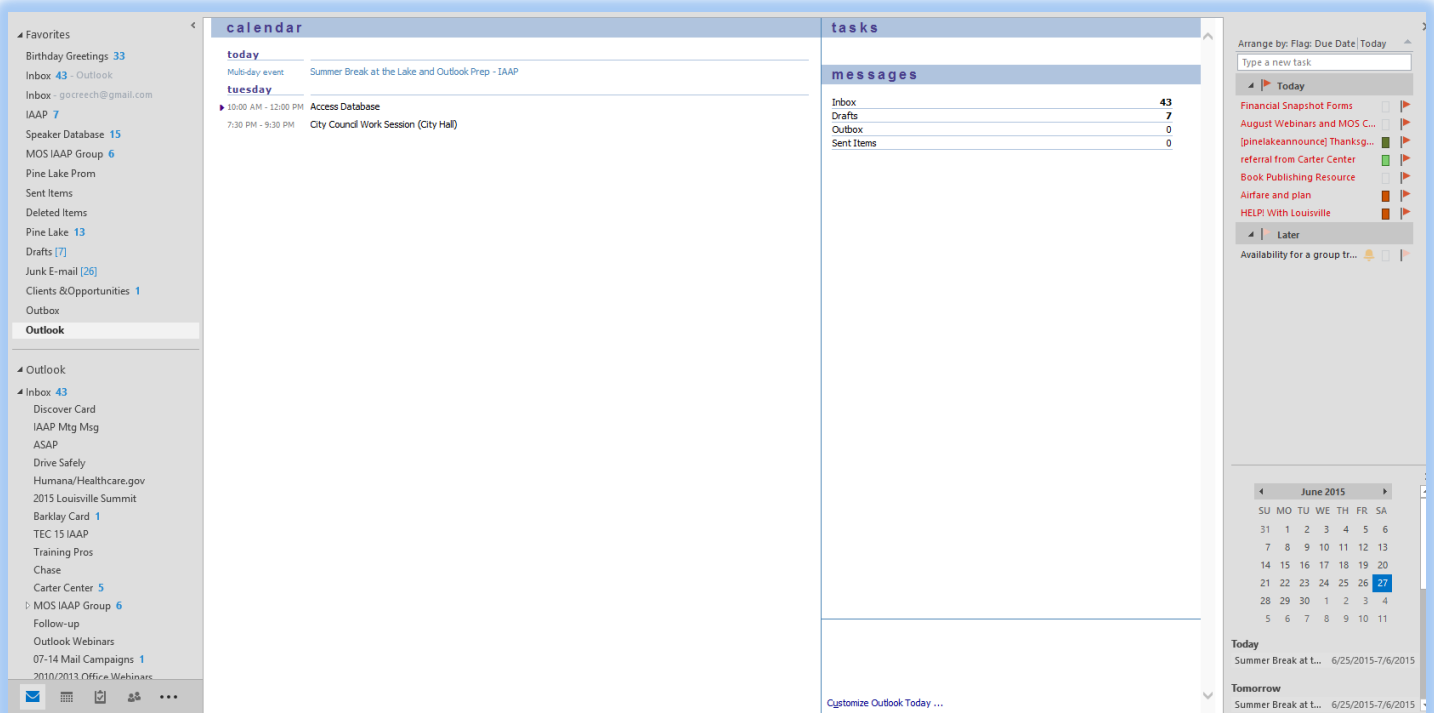 Favorites
Birthday Greetings 33
Inbox 43 - Outlook
Inbox - gocreech@gmail.com
IAAP 7
Speaker Database 15
MOS IAAP Group 6
Pine Lake Prom
Sent Items
Deleted Items
Pine Lake 13
Drafts [7]
Junk E-mail [26]
Clients &Opportunities 1
Outbox
Outlook
Outlook
Inbox 43
Discover Card
IAAP Mtg Msg
ASAP
Drive Safely
Humana/Healthcare.gov
2015 Louisville Summit
Barklay Card 1
TEC 15 IAAP
Training Pros
Chase
Carter Center 5
MOS IAAP Group 6
Follow-up
Outlook Webinars
07-14 Mail Campaigns 1
2010/2013 Office Webinars
calendar
today
Multi-day event Summer Break at the Lake and Outlook Prep - IAAP
tuesday
10:00 AM - 12:00 PM Access Database
7:30 PM - 9:30 PM City Council Work Session (City Hall)
tasks
messages
Inbox 43
Drafts 7
Outbox 0
Sent Items 0
Customize Outlook Today ...
Arrange by: Flag: Due Date Today
Type a new task
Today
Financial Snapshot Forms
August Webinars and MOS C...
[pinelakeannounce] Thanksg...
referral from Carter Center
Book Publishing Resource
Airfare and plan
HELP! With Louisville
Later
Availability for a group tr...
June 2015
SU MO TU WE TH FR SA
31 1 2 3 4 5 6
7 8 9 10 11 12 13
14 15 16 17 18 19 20
21 22 23 24 25 26 27
28 29 30 1 2 3 4
5 6 7 8 9 10 11
Today
Summer Break at t... 6/25/2015-7/6/2015
Tomorrow
Summer Break at t... 6/25/2015-7/6/2015